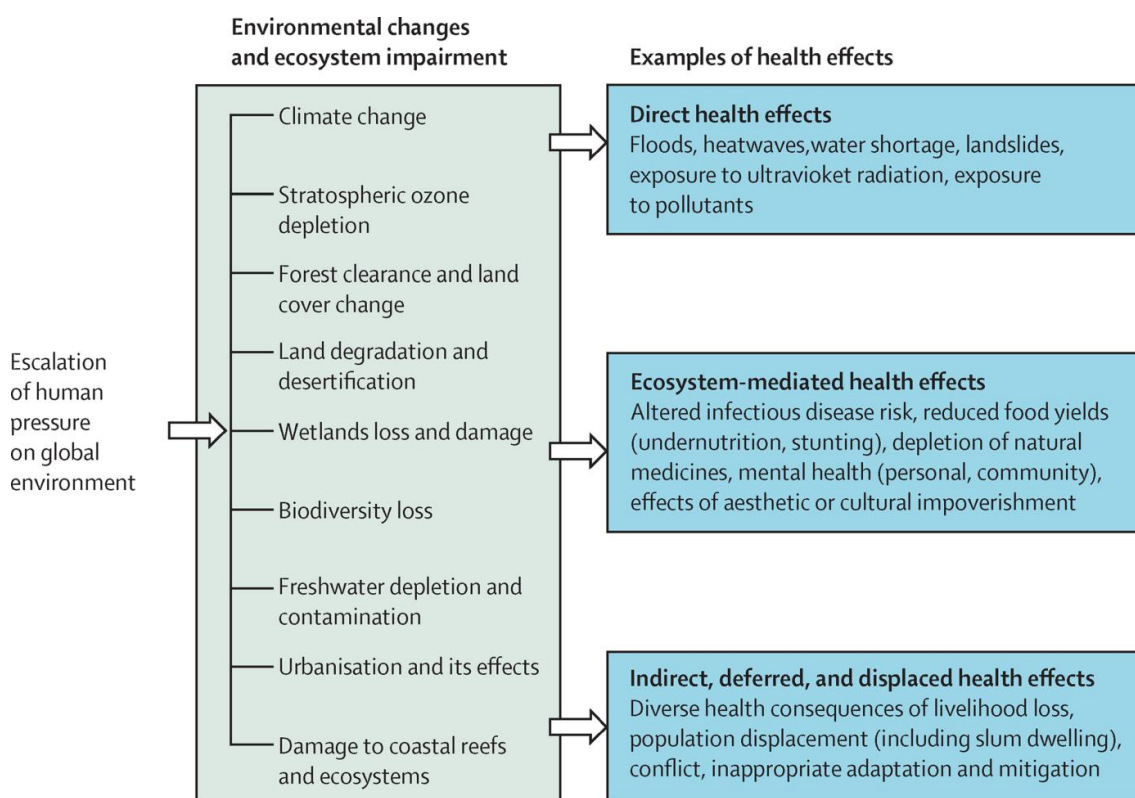 Environmental changes
and ecosystem impairment
Examples of health effects
Escalation
of human
pressure
on global
environment
Climate change
Stratospheric ozone
depletion
Forest clearance and land
cover change
Land degradation and
desertification
Wetlands loss and damage
Biodiversity loss
Freshwater depletion and
contamination
Urbanisation and its effects
Damage to coastal reefs
and ecosystems
Direct health effects
Floods, heatwaves,water shortage, landslides,
exposure to ultravioket radiation, exposure
to pollutants
Ecosystem-mediated health effects
Altered infectious disease risk, reduced food yields
(undernutrition, stunting), depletion of natural
medicines, mental health (personal, community),
effects of aesthetic or cultural impoverishment
Indirect, deferred, and displaced health effects
Diverse health consequences of livelihood loss,
population displacement (including slum dwelling),
conflict, inappropriate adaptation and mitigation